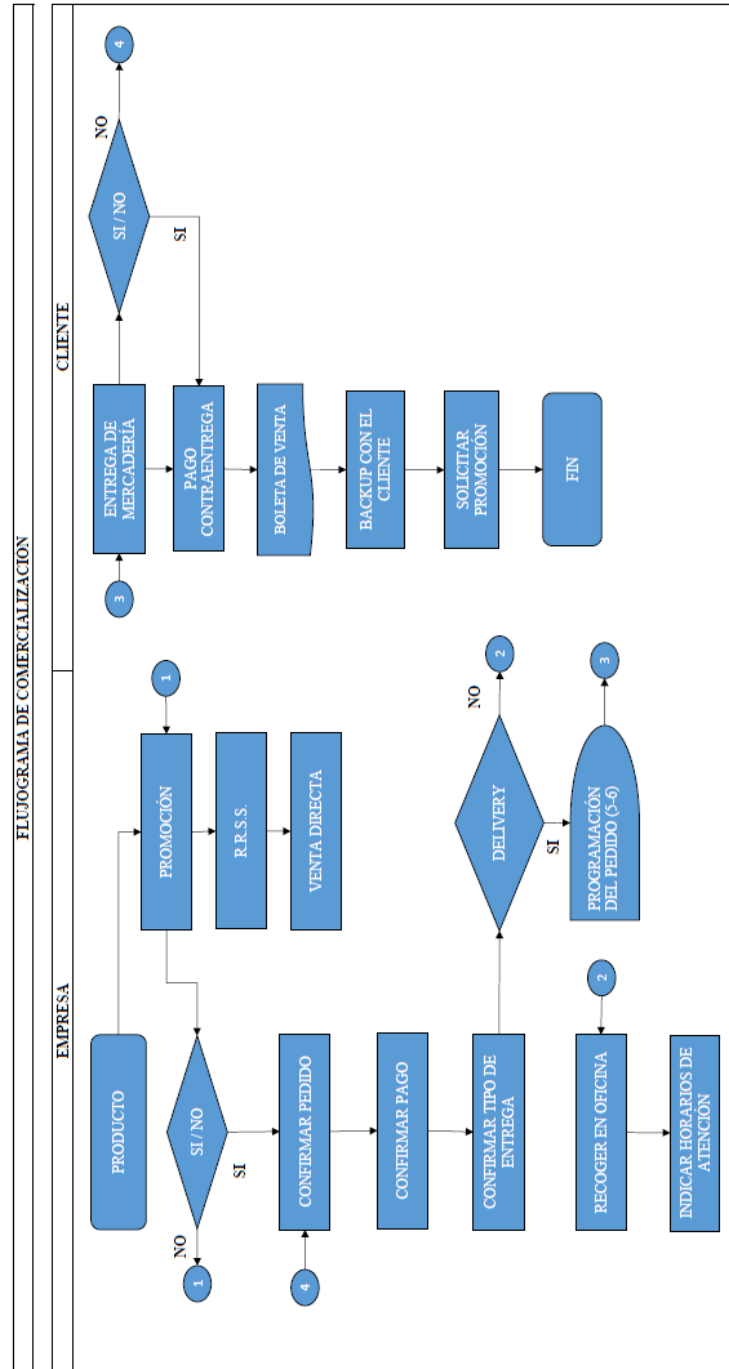 FLUJOGRAMA DE COMERCIALIZACION
EMPRESA
CLIENTE
PRODUCTO
PROMOCIÓN
1
R.R.S.S.
VENTA DIRECTA
SI / NO
NO
1
SI
CONFIRMAR PEDIDO
4
CONFIRMAR PAGO
CONFIRMAR TIPO DE
ENTREGA
DELIVERY
NO
2
SI
PROGRAMACIÓN
DEL PEDIDO (5-6)
3
2
RECOGER EN OFICINA
INDICAR HORARIOS DE
ATENCIÓN
3
ENTREGA DE
MERCADERÍA
SI / NO
NO
4
SI
PAGO
CONTRAENTREGA
BOLETA DE VENTA
BACKUP CON EL
CLIENTE
SOLICITAR
PROMOCIÓN
FIN